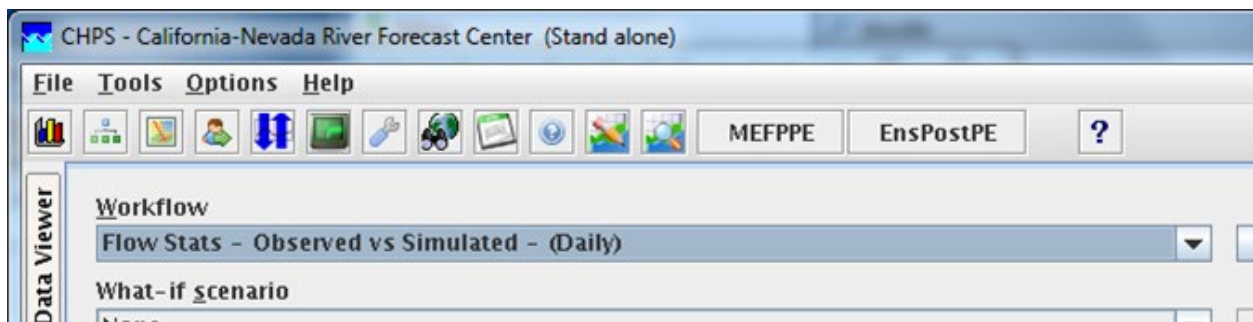 CHPS - California-Nevada River Forecast Center (Stand alone)
File Tools Options Help
MEFPPE EnsPostPE ?
Data Viewer
Workflow
Flow Stats - Observed vs Simulated - (Daily)
What-if scenario
None